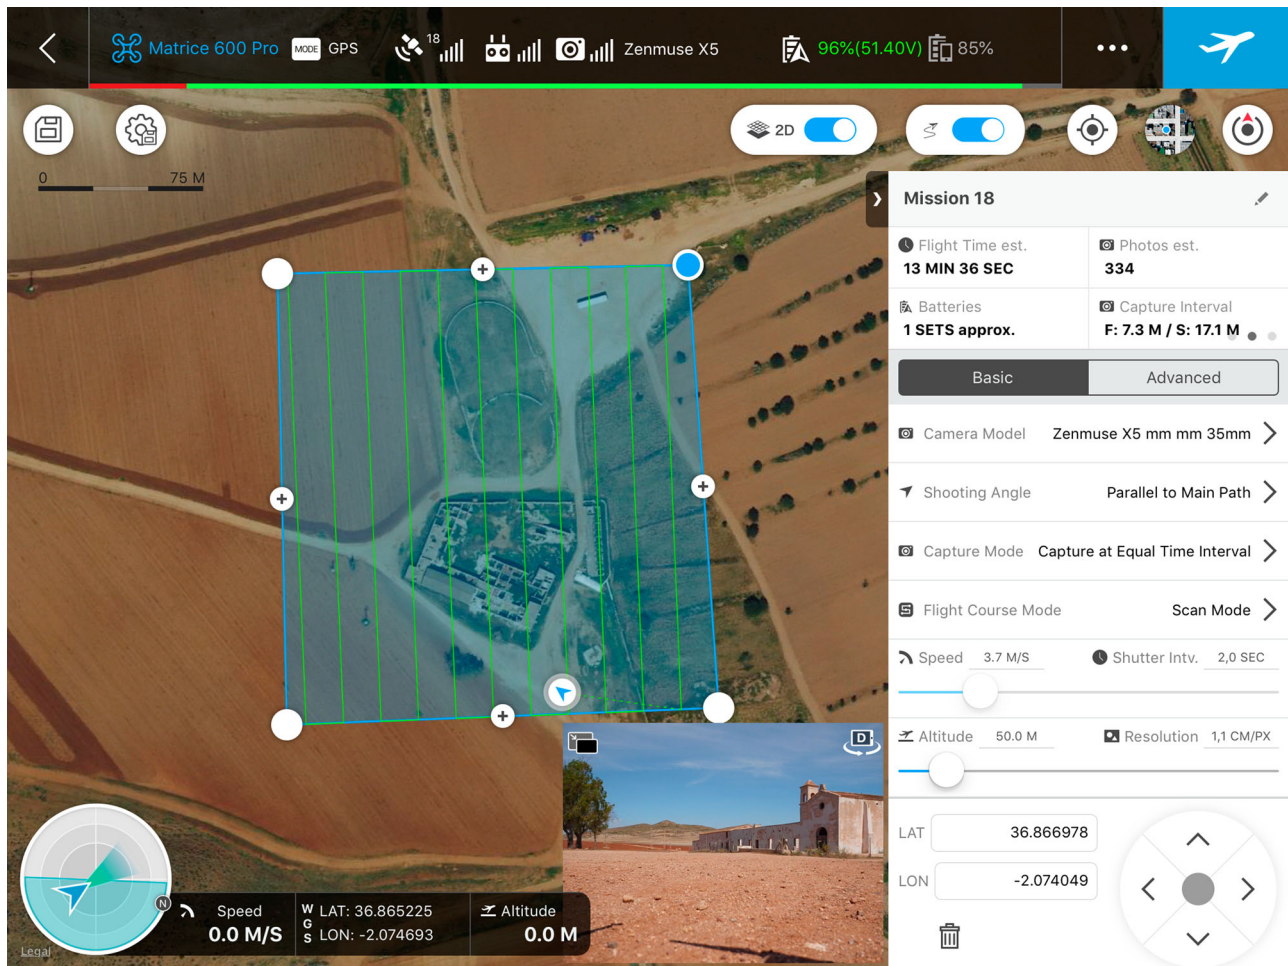 Matrice 600 Pro MODE GPS 18 Zenmuse X5 96%(51.40V) 85%
2D
0 75 M
Mission 18
Flight Time est. Photos est.
13 MIN 36 SEC 334
Batteries Capture Interval
1 SETS approx. F: 7.3 M / S: 17.1 M
Basic Advanced
Camera Model Zenmuse X5 mm mm 35mm
Shooting Angle Parallel to Main Path
Capture Mode Capture at Equal Time Interval
Flight Course Mode Scan Mode
Speed 3.7 M/S Shutter Intv. 2,0 SEC
Altitude 50.0 M Resolution 1,1 CM/PX
LAT 36.866978
LON -2.074049
D
N
Speed
0.0 M/S
WGS
LAT: 36.865225
LON: -2.074693
Altitude
0.0 M
Legal